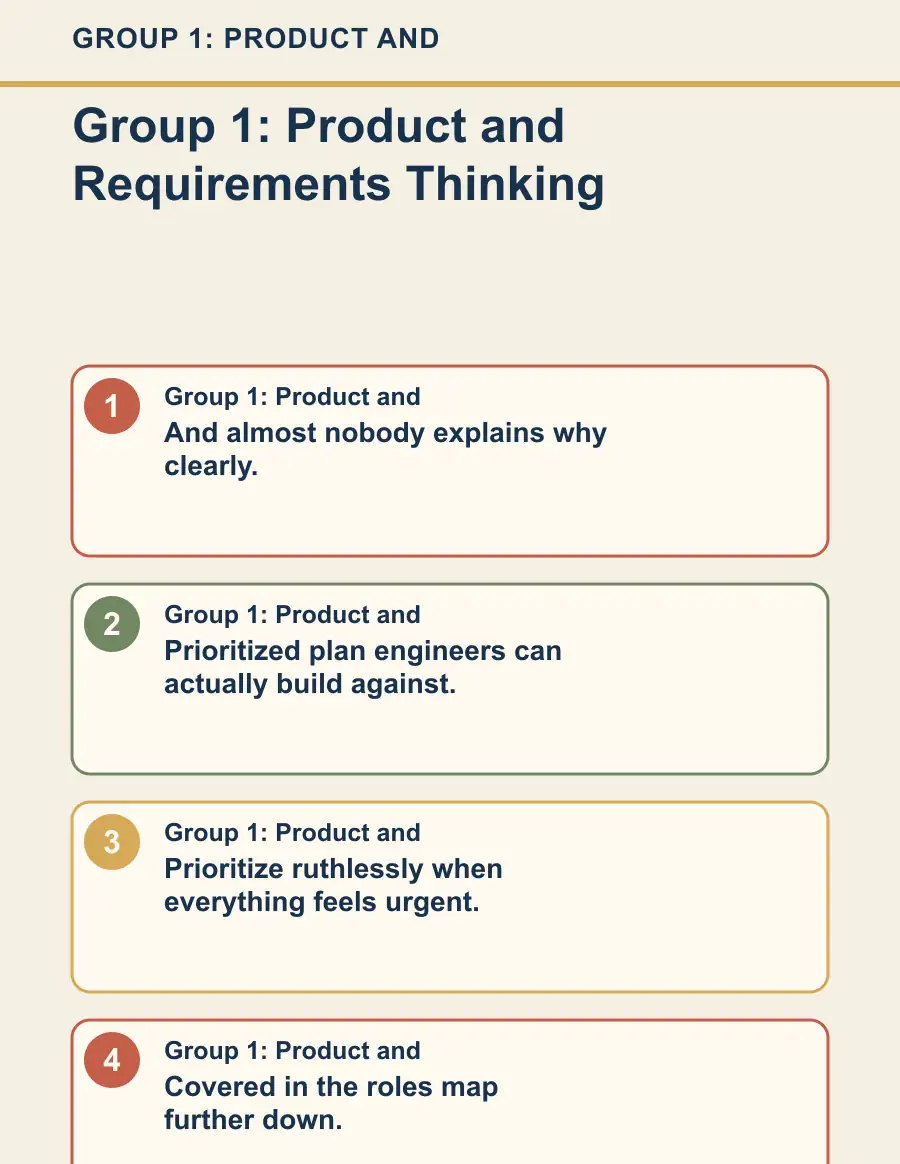 GROUP 1: PRODUCT AND
Group 1: Product and
Requirements Thinking
1
Group 1: Product and
And almost nobody explains why
clearly.
2
Group 1: Product and
Prioritized plan engineers can
actually build against.
3
Group 1: Product and
Prioritize ruthlessly when
everything feels urgent.
4
Group 1: Product and
Covered in the roles map
further down.